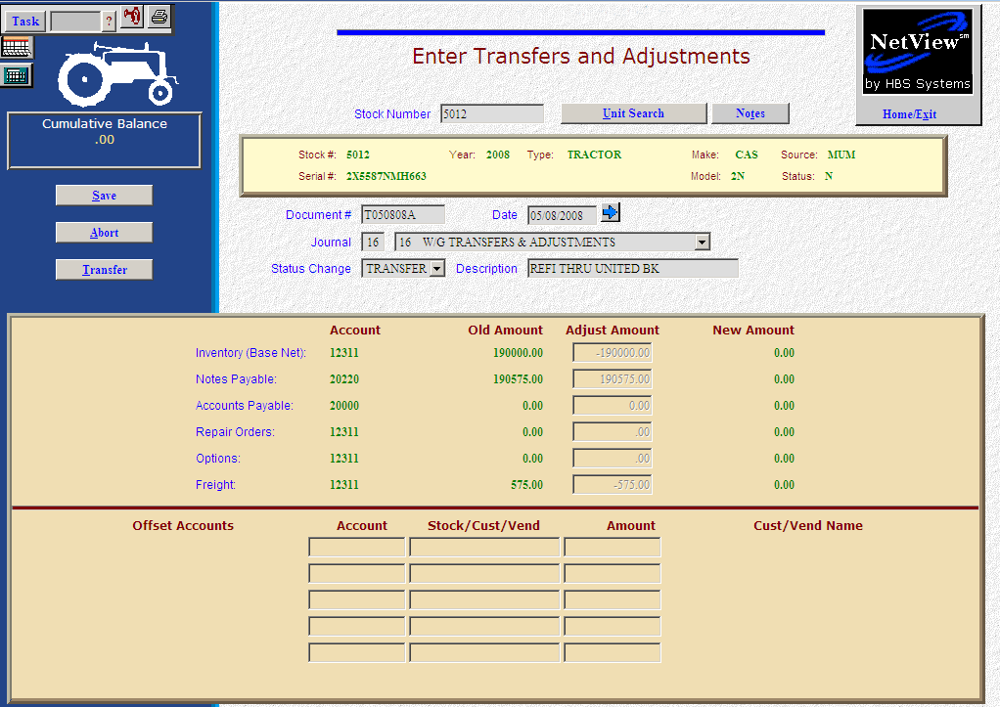 Task ?
Enter Transfers and Adjustments
NetView℠
by HBS Systems
Home/Exit
Cumulative Balance
.00
Stock Number 5012 Unit Search Notes
Stock #: 5012 Year: 2008 Type: TRACTOR Make: CAS Source: MUM
Serial #: 2X5587NMH663 Model: 2N Status: N
Save
Abort
Transfer
Document # T050808A Date 05/08/2008
Journal 16 16 W/G TRANSFERS & ADJUSTMENTS
Status Change TRANSFER Description REFI THRU UNITED BK
Account Old Amount Adjust Amount New Amount
Inventory (Base Net): 12311 190000.00 -190000.00 0.00
Notes Payable: 20220 190575.00 190575.00 0.00
Accounts Payable: 20000 0.00 0.00 0.00
Repair Orders: 12311 0.00 .00 0.00
Options: 12311 0.00 .00 0.00
Freight: 12311 575.00 -575.00 0.00
Offset Accounts Account Stock/Cust/Vend Amount Cust/Vend Name